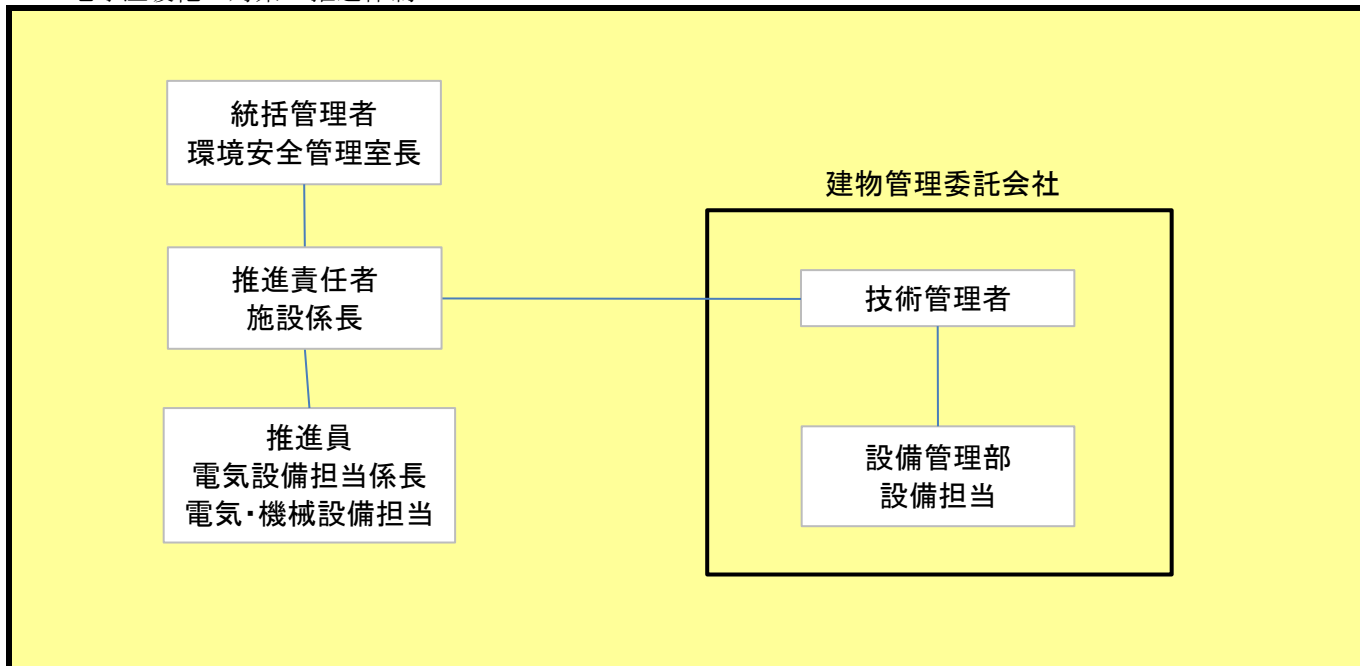 統括管理者
環境安全管理室長
推進責任者
施設係長
推進員
電気設備担当係長
電気・機械設備担当
建物管理委託会社
技術管理者
設備管理部
設備担当